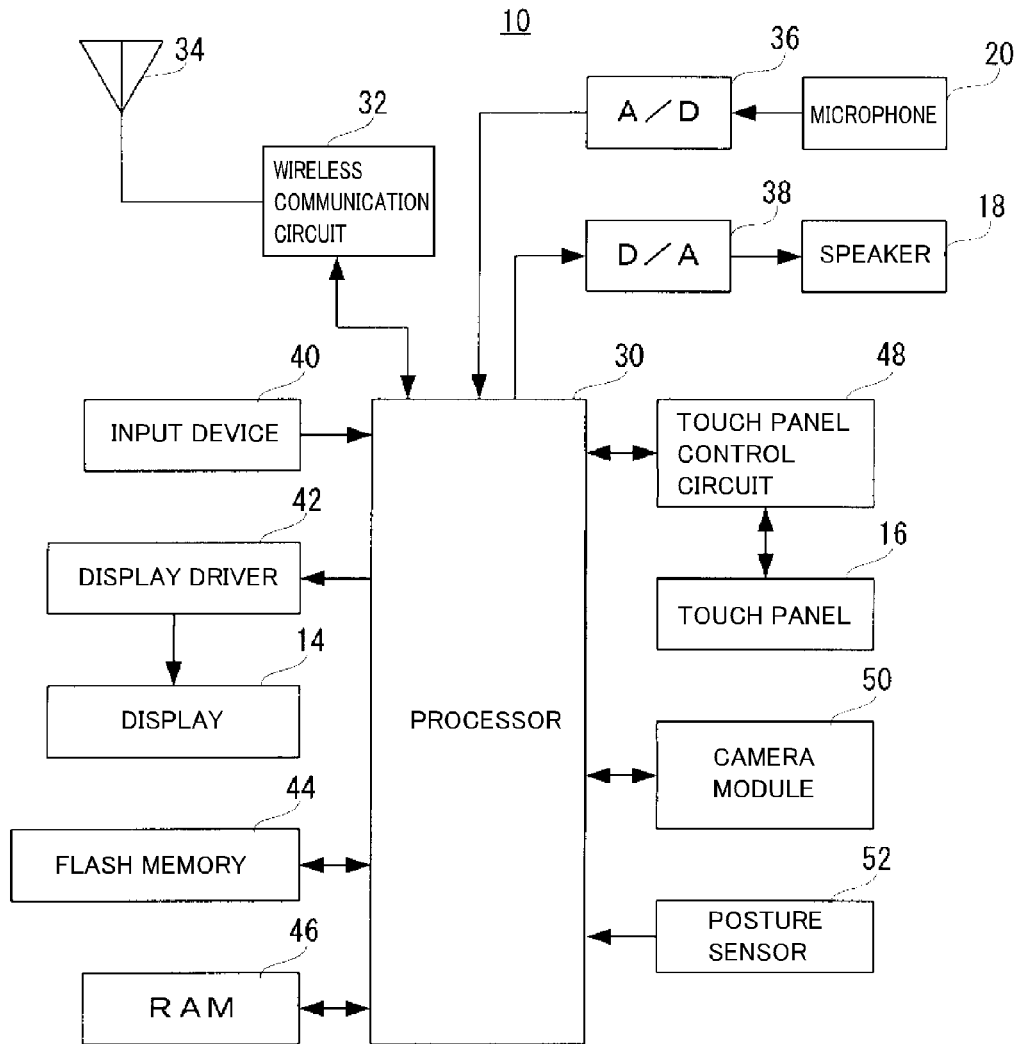 10
34
36
20
A/D
MICROPHONE
32
WIRELESS
COMMUNICATION
CIRCUIT
38
18
D/A
SPEAKER
40
30
48
INPUT DEVICE
TOUCH PANEL
CONTROL
CIRCUIT
42
16
DISPLAY DRIVER
TOUCH PANEL
14
50
DISPLAY
PROCESSOR
CAMERA
MODULE
44
52
FLASH MEMORY
POSTURE
SENSOR
46
RAM